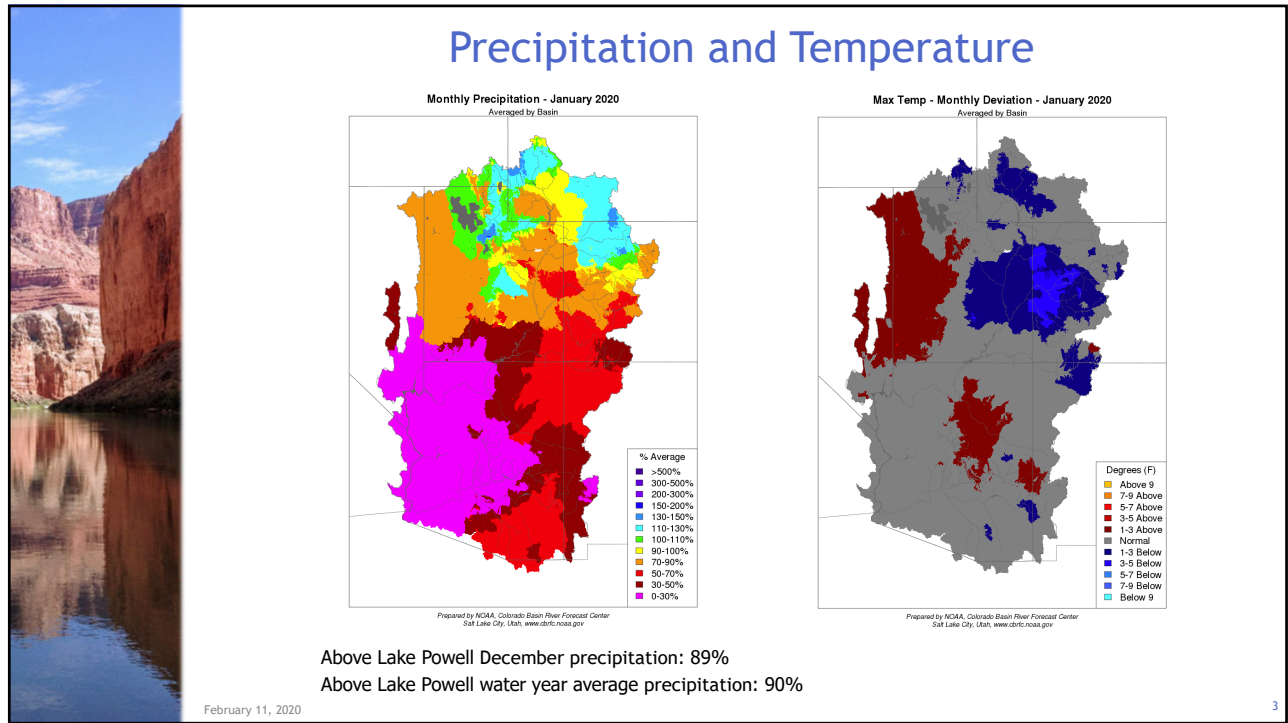 Precipitation and Temperature
Monthly Precipitation - January 2020
Averaged by Basin
% Average
>500%
300-500%
200-300%
150-200%
130-150%
110-130%
100-110%
90-100%
70-90%
50-70%
30-50%
0-30%
Prepared by NOAA, Colorado Basin River Forecast Center
Salt Lake City, Utah, www.cbrfc.noaa.gov
Max Temp - Monthly Deviation - January 2020
Averaged by Basin
Degrees (F)
Above 9
7-9 Above
5-7 Above
3-5 Above
1-3 Above
Normal
1-3 Below
3-5 Below
5-7 Below
7-9 Below
Below 9
Prepared by NOAA, Colorado Basin River Forecast Center
Salt Lake City, Utah, www.cbrfc.noaa.gov
Above Lake Powell December precipitation: 89%
Above Lake Powell water year average precipitation: 90%
February 11, 2020
3